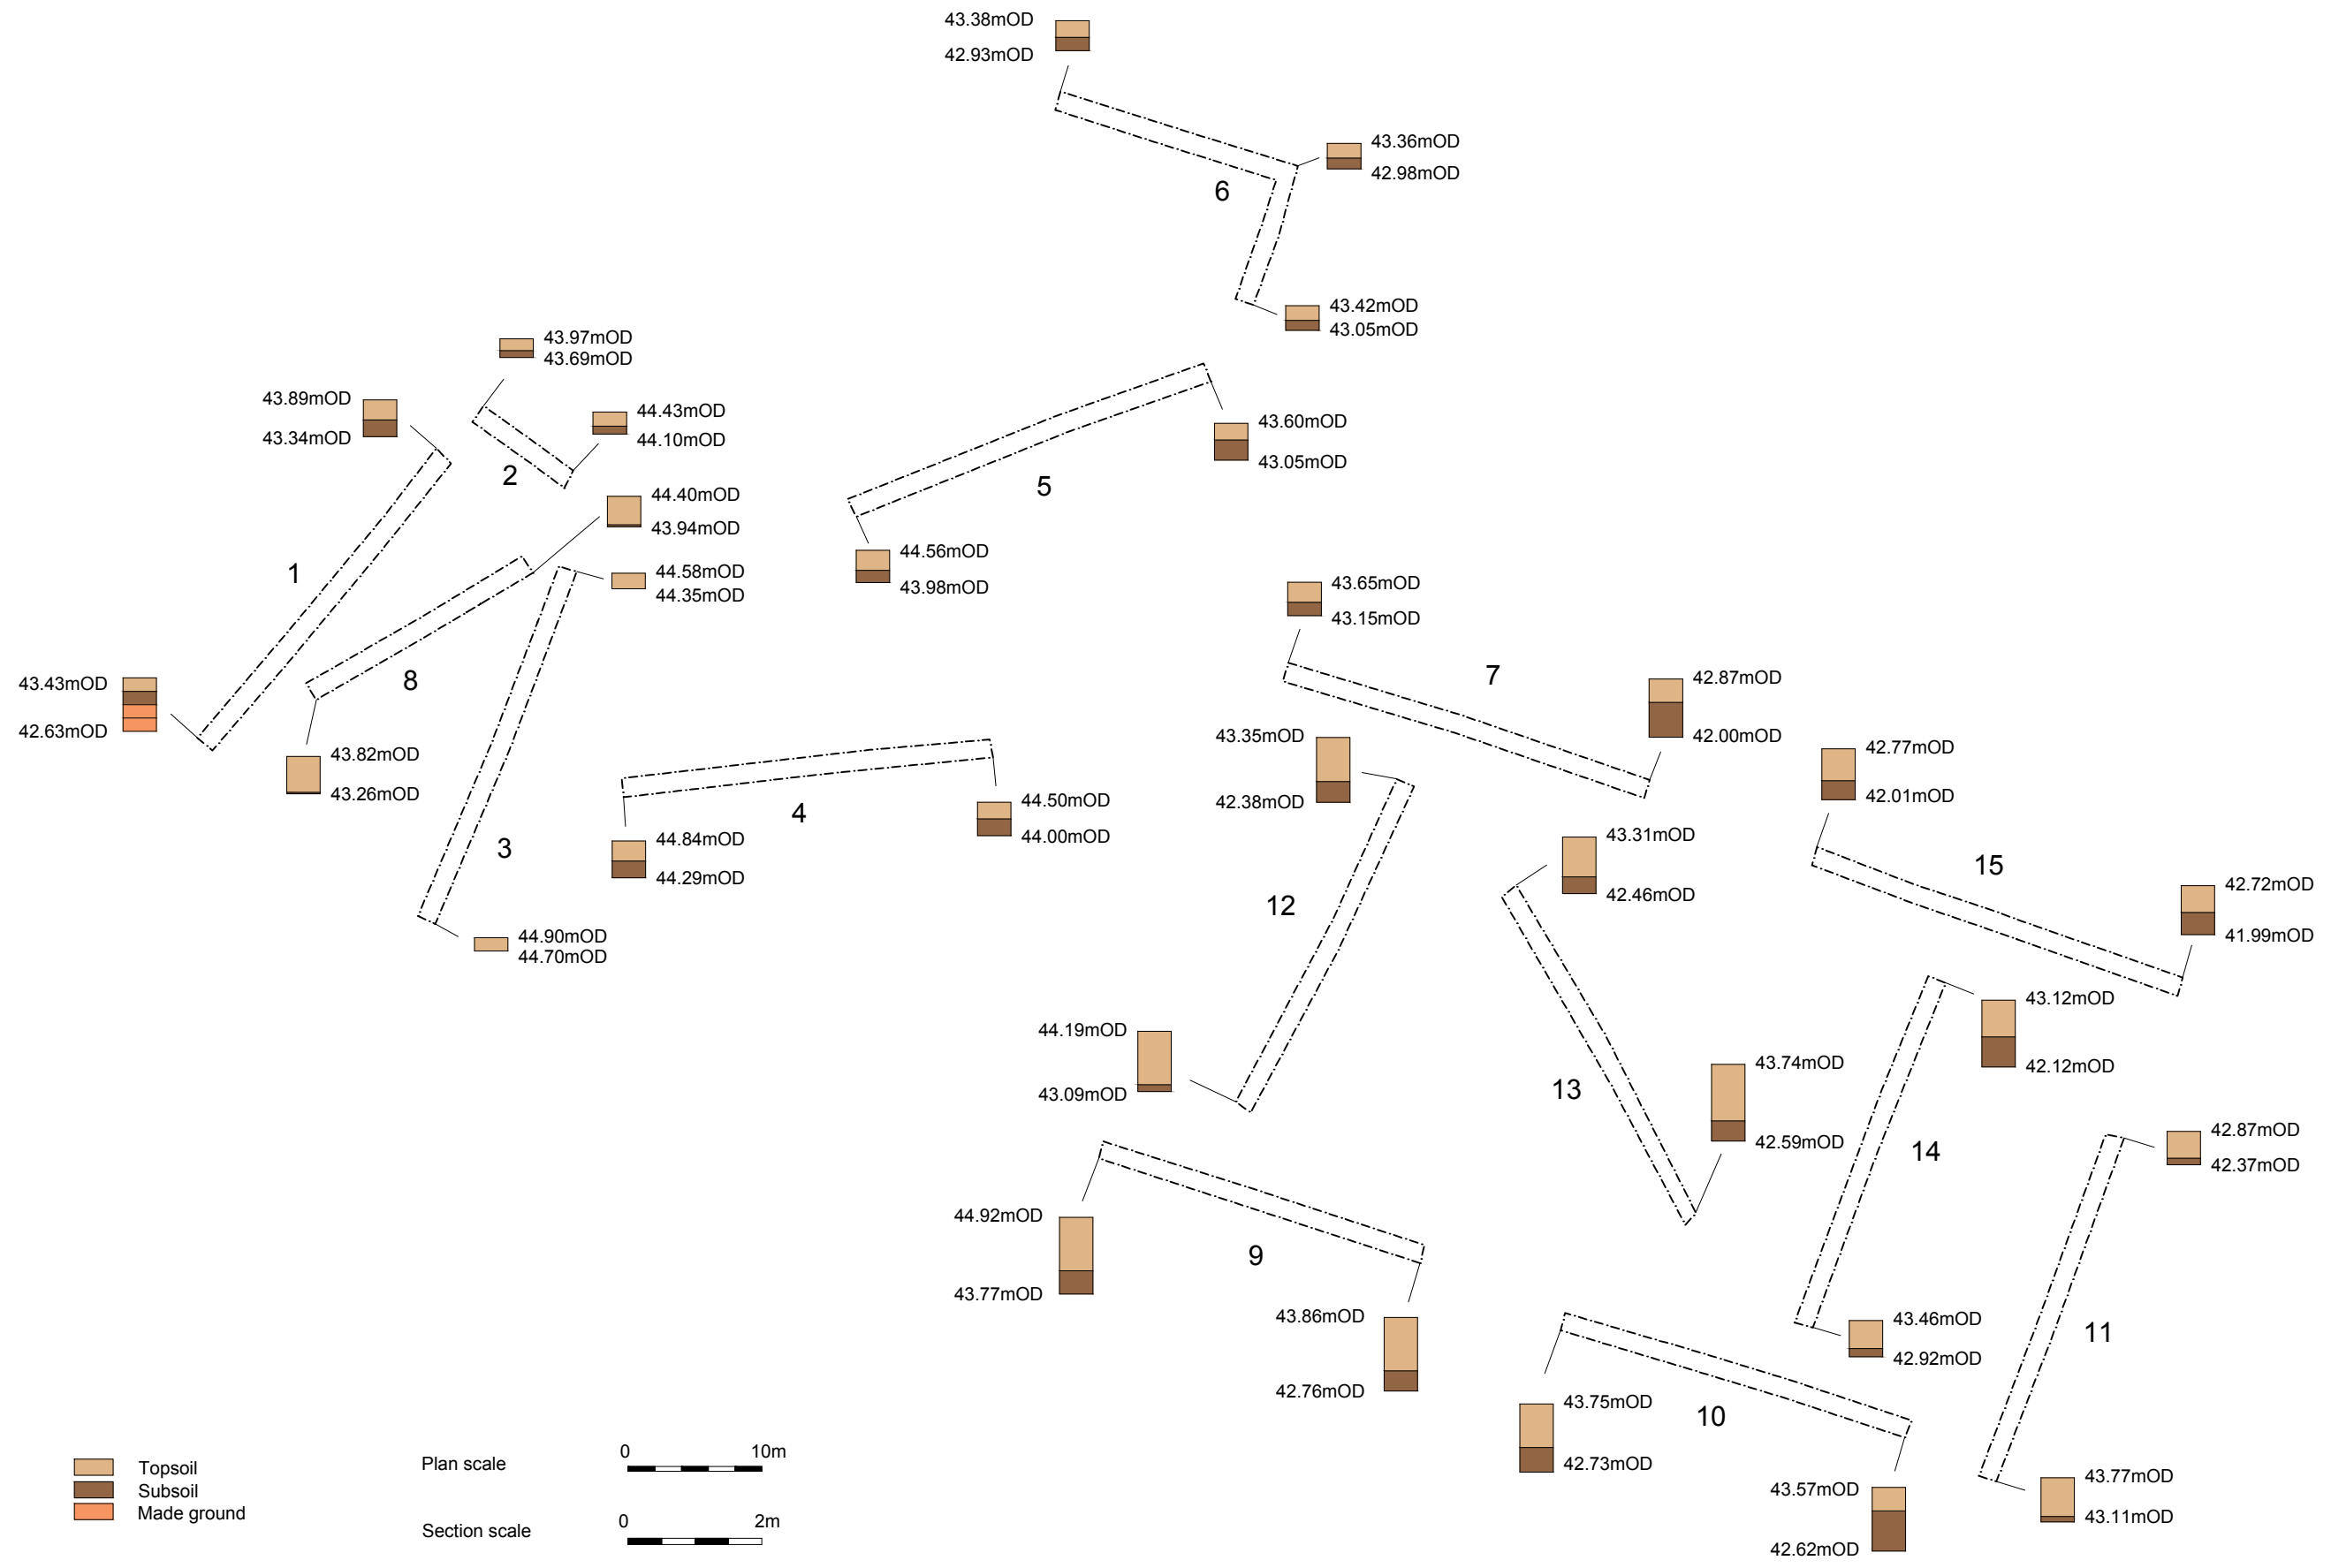 43.38mOD
42.93mOD
43.36mOD
42.98mOD
6
43.42mOD
43.05mOD
43.97mOD
43.69mOD
43.89mOD
43.34mOD
44.43mOD
44.10mOD
2
43.60mOD
43.05mOD
5
44.40mOD
43.94mOD
44.56mOD
43.98mOD
1
44.58mOD
44.35mOD
43.65mOD
43.15mOD
8
7
43.43mOD
42.63mOD
42.87mOD
42.00mOD
43.82mOD
43.26mOD
43.35mOD
42.38mOD
42.77mOD
42.01mOD
4
44.50mOD
44.00mOD
3
44.84mOD
44.29mOD
43.31mOD
42.46mOD
15
12
42.72mOD
41.99mOD
44.90mOD
44.70mOD
43.12mOD
42.12mOD
44.19mOD
43.09mOD
13
43.74mOD
42.59mOD
14
42.87mOD
42.37mOD
44.92mOD
43.77mOD
9
43.86mOD
42.76mOD
43.46mOD
42.92mOD
11
43.75mOD
42.73mOD
10
43.57mOD
42.62mOD
43.77mOD
43.11mOD
Topsoil
Subsoil
Made ground
Plan scale
0 10m
Section scale
0 2m